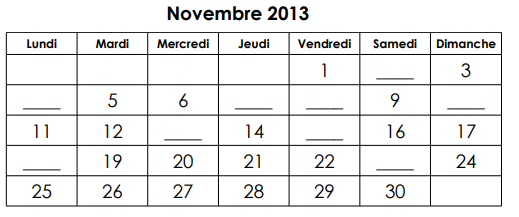 Novembre 2013
Lundi Mardi Mercredi Jeudi Vendredi Samedi Dimanche
1 ____ 3
____ 5 6 ____ ____ 9 ____
11 12 ____ 14 ____ 16 17
____ 19 20 21 22 ____ 24
25 26 27 28 29 30